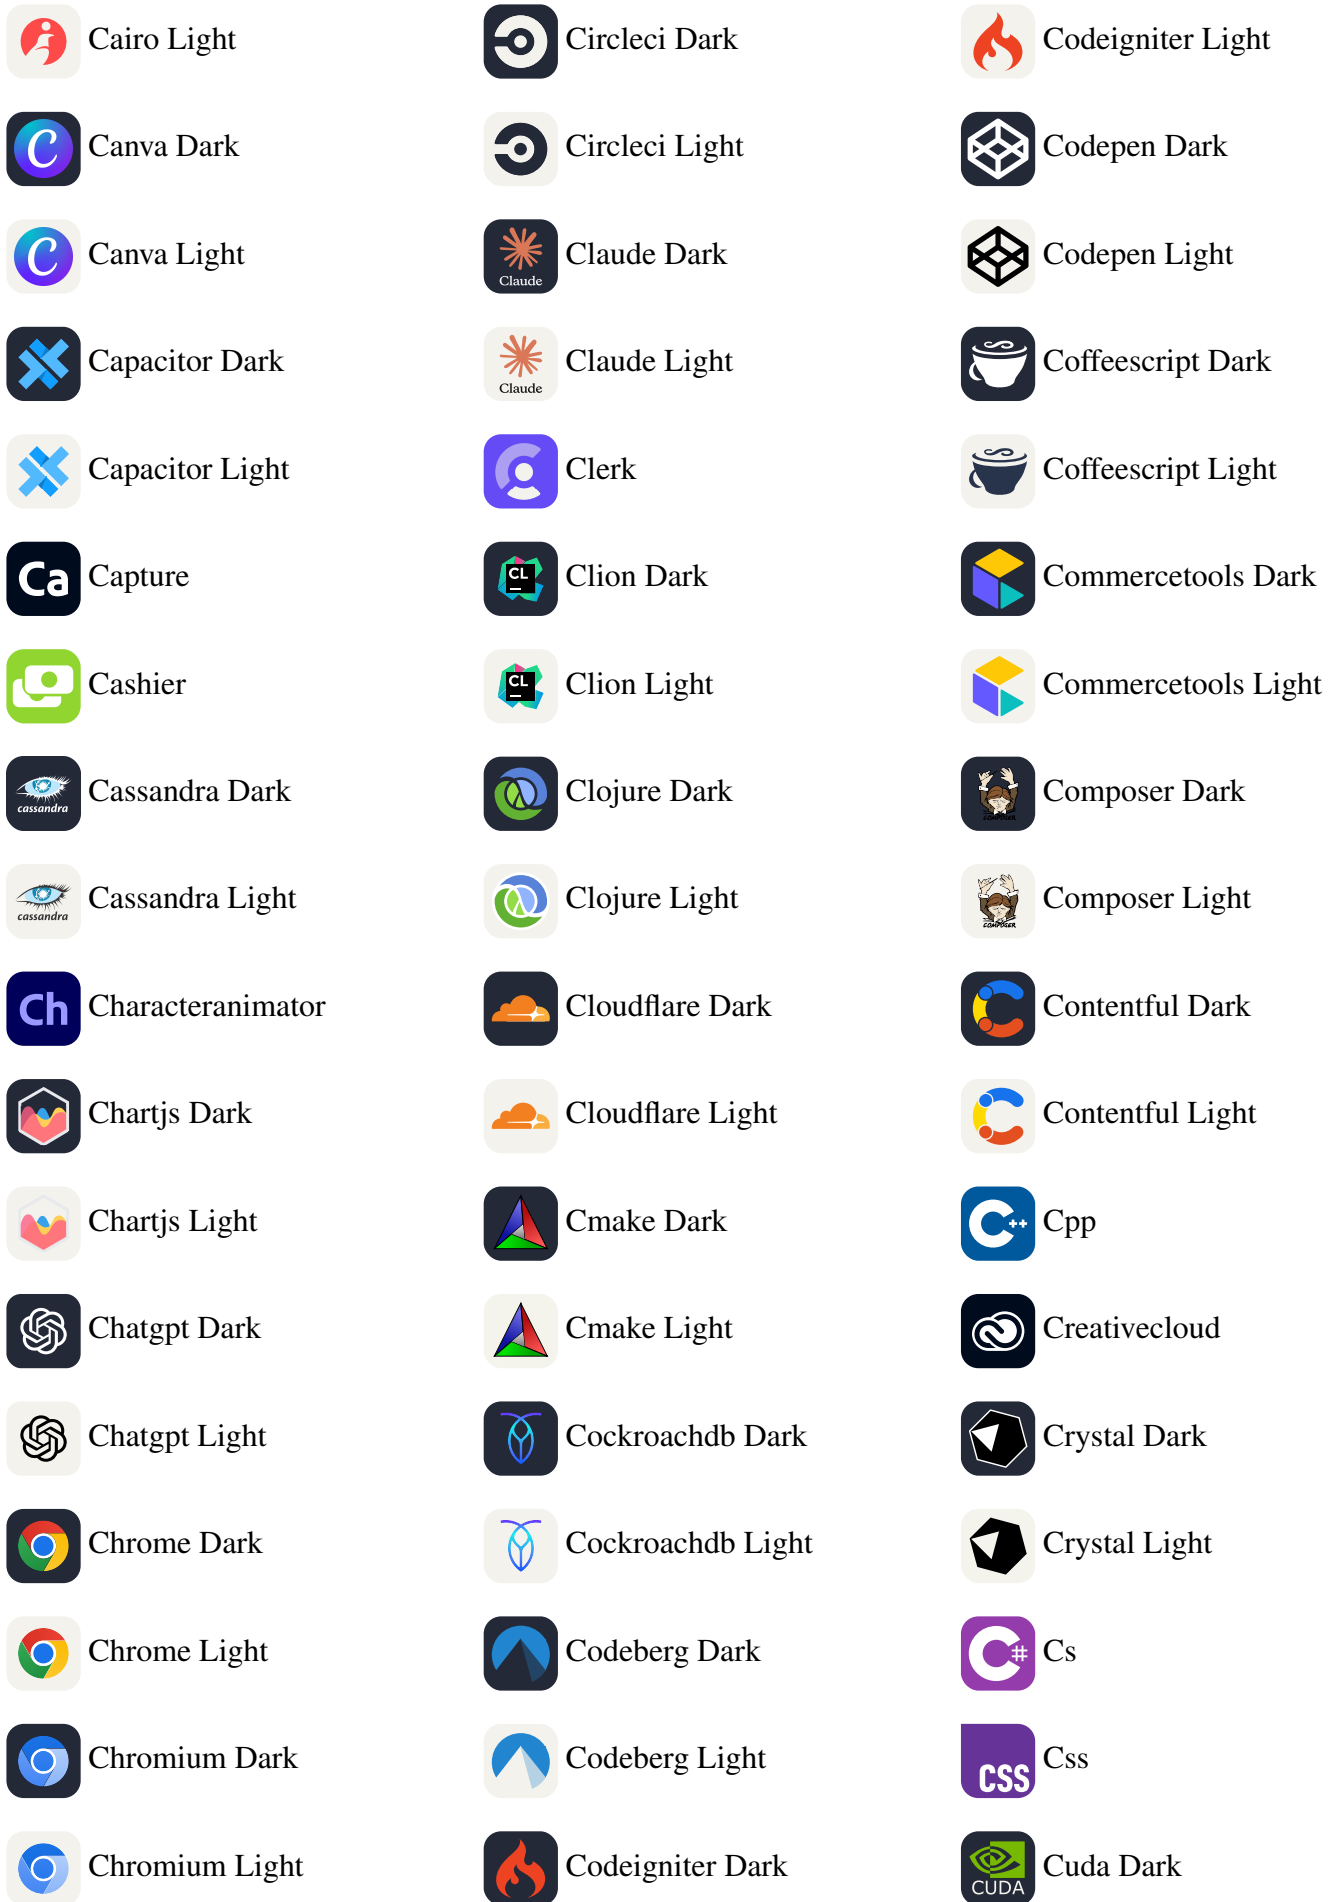 Cairo Light
Canva Dark
Canva Light
Capacitor Dark
Capacitor Light
Ca Capture
Cashier
cassandra Cassandra Dark
cassandra Cassandra Light
Ch Characteranimator
Chartjs Dark
Chartjs Light
Chatgpt Dark
Chatgpt Light
Chrome Dark
Chrome Light
Chromium Dark
Chromium Light
Circleci Dark
Circleci Light
Claude Claude Dark
Claude Claude Light
Clerk
CL Clion Dark
CL Clion Light
Clojure Dark
Clojure Light
Cloudflare Dark
Cloudflare Light
Cmake Dark
Cmake Light
Cockroachdb Dark
Cockroachdb Light
Codeberg Dark
Codeberg Light
Codeigniter Dark
Codeigniter Light
Codepen Dark
Codepen Light
Coffeescript Dark
Coffeescript Light
Commercetools Dark
Commercetools Light
COMPOSER Composer Dark
COMPOSER Composer Light
Contentful Dark
Contentful Light
C++ Cpp
Creativecloud
Crystal Dark
Crystal Light
C# Cs
CSS Css
CUDA Cuda Dark